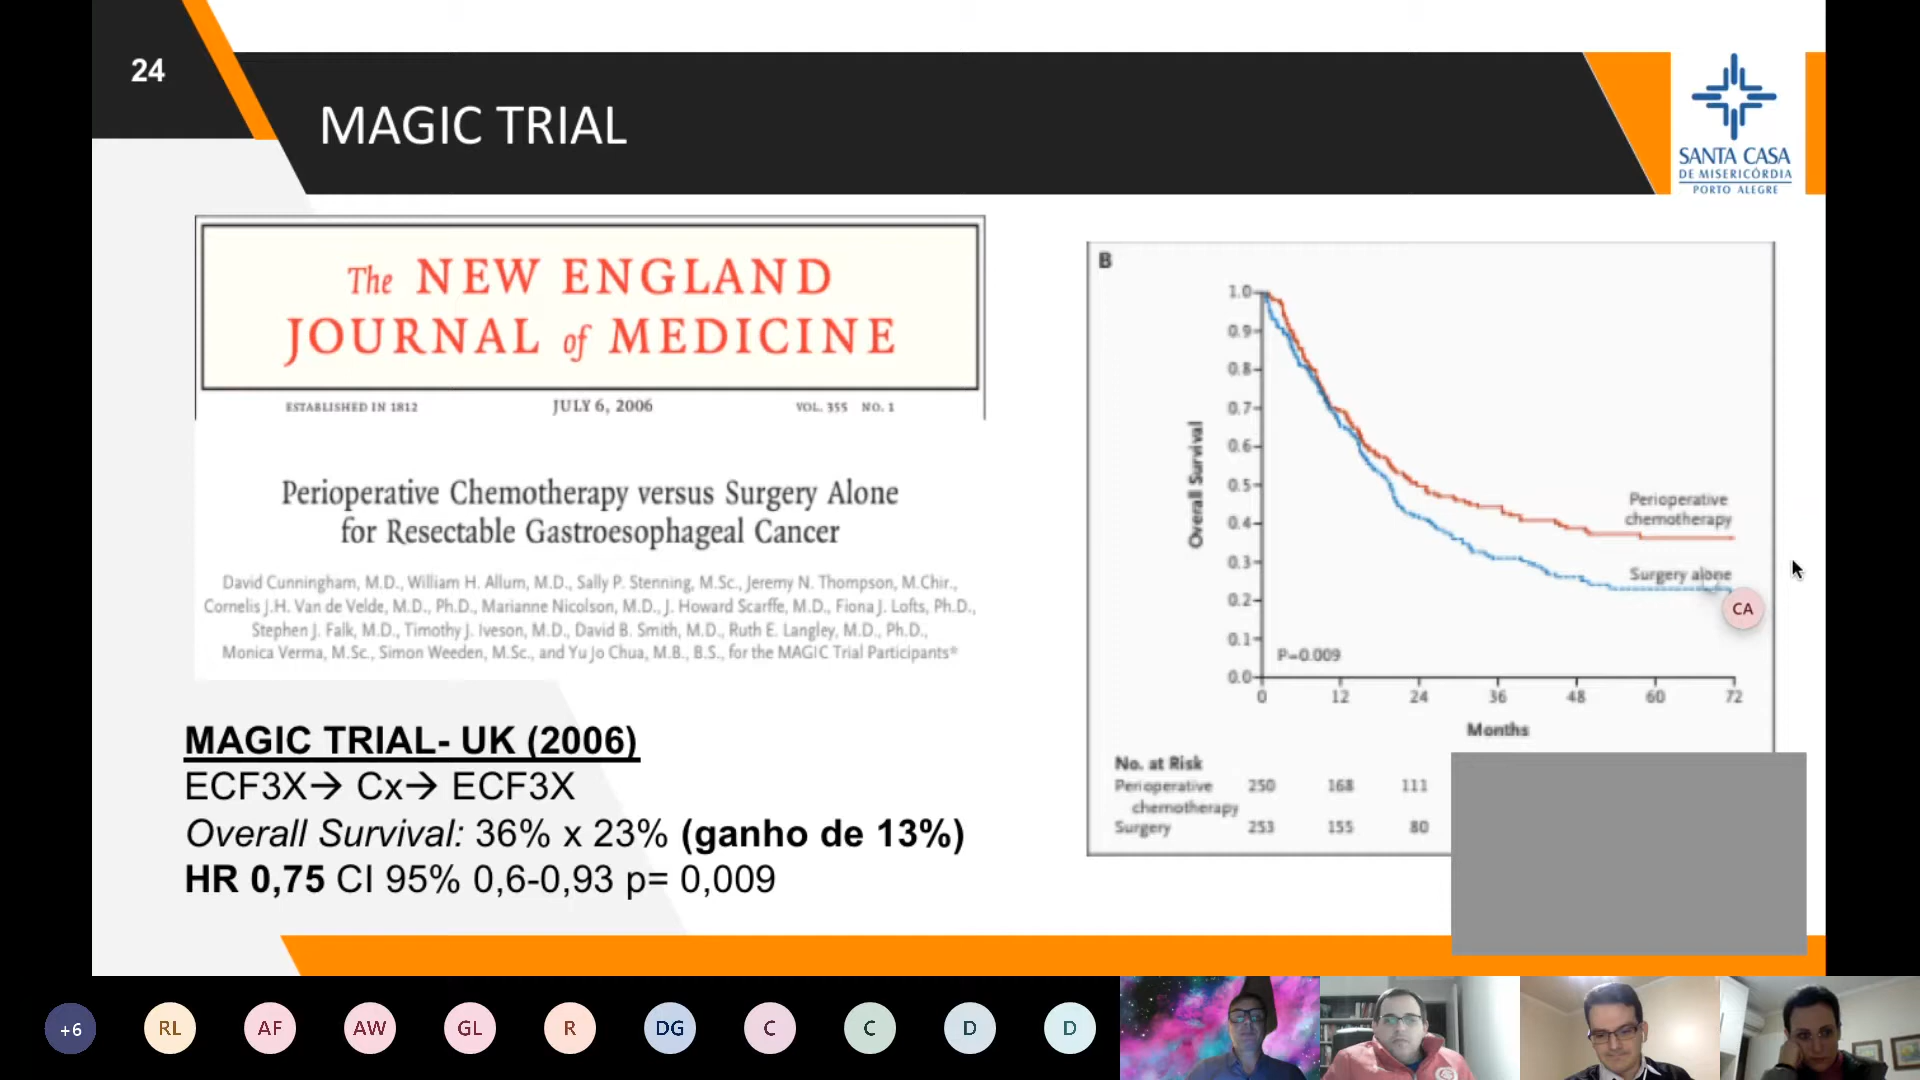 24
MAGIC TRIAL
SANTA CASA
DE MISERICÓRDIA
PORTO ALEGRE
The NEW ENGLAND
JOURNAL of MEDICINE
ESTABLISHED IN 1812 JULY 6, 2006 VOL. 355 NO. 1
Perioperative Chemotherapy versus Surgery Alone
for Resectable Gastroesophageal Cancer
David Cunningham, M.D., William H. Allum, M.D., Sally P. Stenning, M.Sc., Jeremy N. Thompson, M.Chir.,
Cornelis J.H. Van de Velde, M.D., Ph.D., Marianne Nicolson, M.D., J. Howard Scarffe, M.D., Fiona J. Lofts, Ph.D.,
Stephen J. Falk, M.D., Timothy J. Iveson, M.D., David B. Smith, M.D., Ruth E. Langley, M.D., Ph.D.,
Monica Verma, M.Sc., Simon Weeden, M.Sc., and Yu Jo Chua, M.B., B.S., for the MAGIC Trial Participants*
MAGIC TRIAL- UK (2006)
ECF3X→ Cx→ ECF3X
Overall Survival: 36% x 23% (ganho de 13%)
HR 0,75 CI 95% 0,6-0,93 p= 0,009
B
1.0
0.9
0.8
0.7
0.6
0.5
0.4
0.3
0.2
0.1
0.0
Overall Survival
Perioperative
chemotherapy
Surgery alone
CA
P=0.009
0 12 24 36 48 60 72
Months
No. at Risk
Perioperative 250 168 111
chemotherapy
Surgery 253 155 80
+6 RL AF AW GL R DG C C D D